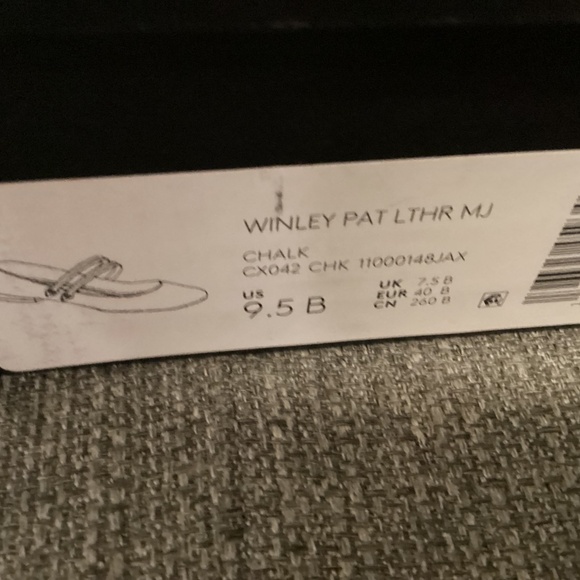 WINLEY PAT LTHR MJ
CHALK
CX042 CHK 11000148JAX
US
9.5 B
UK 7.5 B
EUR 40 B
CN 260 B